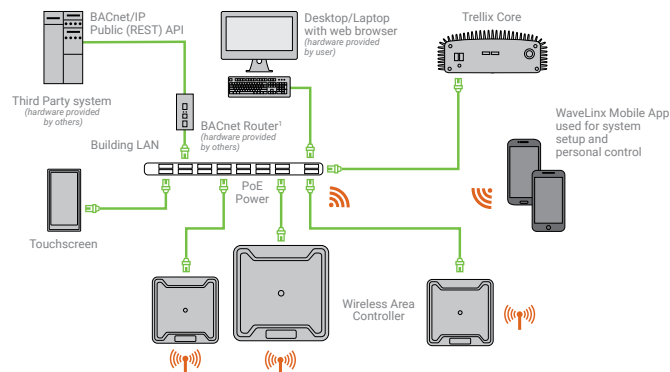 BACnet/IP
Public (REST) API
Desktop/Laptop
with web browser
(hardware provided
by user)
Trellix Core
Third Party system
(hardware provided
by others)
BACnet Router¹
(hardware provided
by others)
Building LAN
WaveLinx Mobile App
used for system
setup and
personal control
PoE
Power
Touchscreen
Wireless Area
Controller